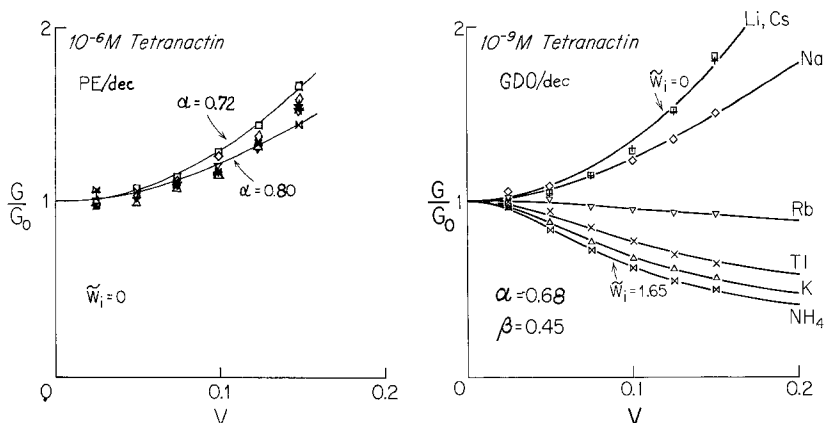 2
10⁻⁶M Tetranactin
PE/dec
α=0.72
1
G
G₀
α=0.80
w̃ᵢ=0
0
0.1
0.2
V
2
10⁻⁹M Tetranactin
GDO/dec
Li, Cs
Na
w̃ᵢ=0
1
G
G₀
Rb
Tl
K
NH₄
w̃ᵢ=1.65
α=0.68
β=0.45
0
0.1
0.2
V